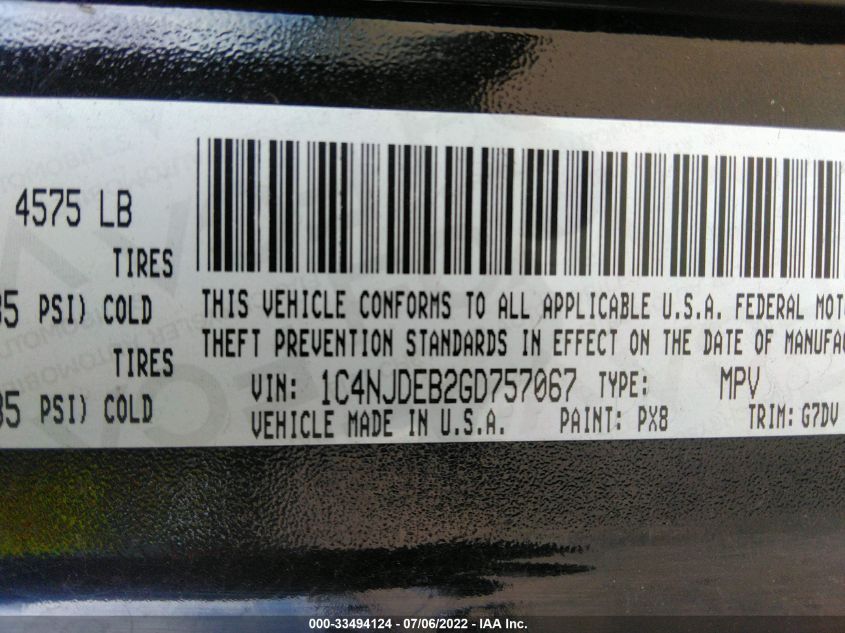 4575 LB
TIRES
35 PSI) COLD
TIRES
35 PSI) COLD
THIS VEHICLE CONFORMS TO ALL APPLICABLE U.S.A. FEDERAL MOTO
THEFT PREVENTION STANDARDS IN EFFECT ON THE DATE OF MANUFAC
VIN: 1C4NJDEB2GD757067 TYPE: MPV
VEHICLE MADE IN U.S.A. PAINT: PX8 TRIM: G7DV
000-33494124 - 07/06/2022 - IAA Inc.